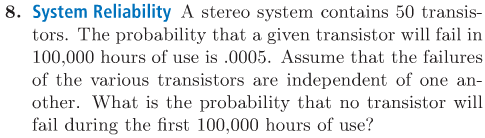 8. System Reliability A stereo system contains 50 transis-
tors. The probability that a given transistor will fail in
100,000 hours of use is .0005. Assume that the failures
of the various transistors are independent of one an-
other. What is the probability that no transistor will
fail during the first 100,000 hours of use?